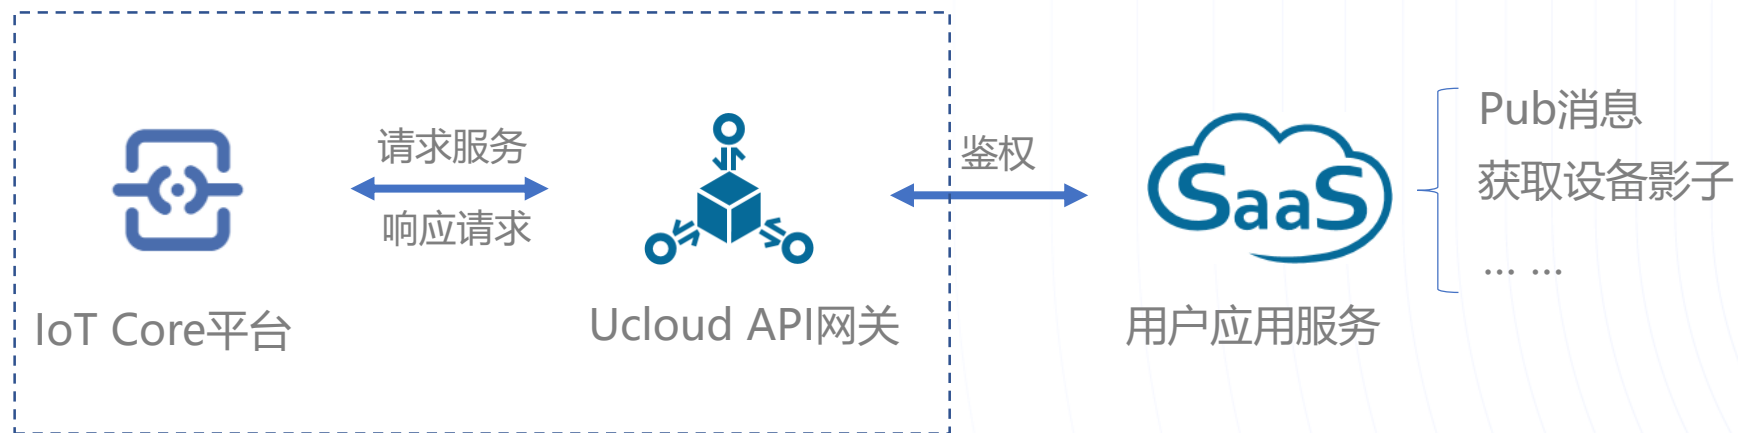 请求服务
响应请求
IoT Core平台
Ucloud API网关
鉴权
SaaS
用户应用服务
Pub消息
获取设备影子
... ...